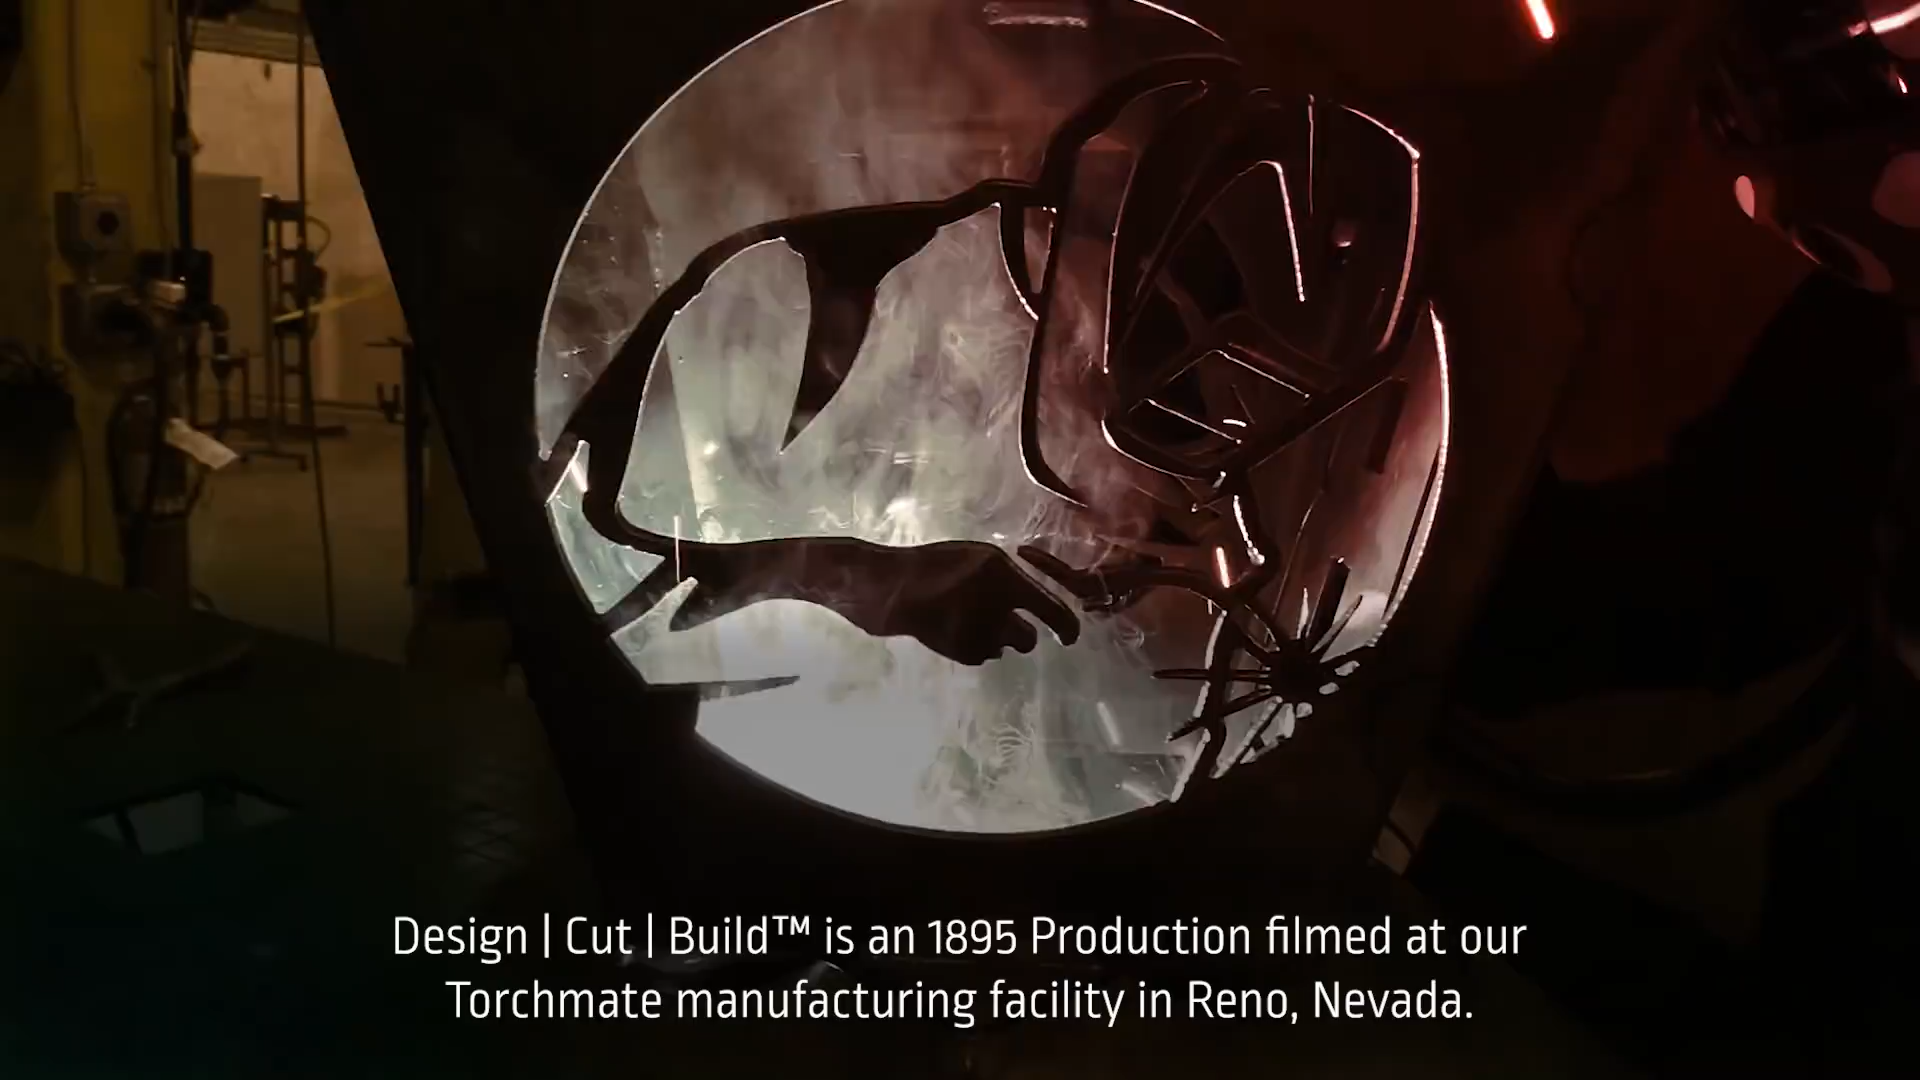 Design | Cut | Build™ is an 1895 Production filmed at our
Torchmate manufacturing facility in Reno, Nevada.